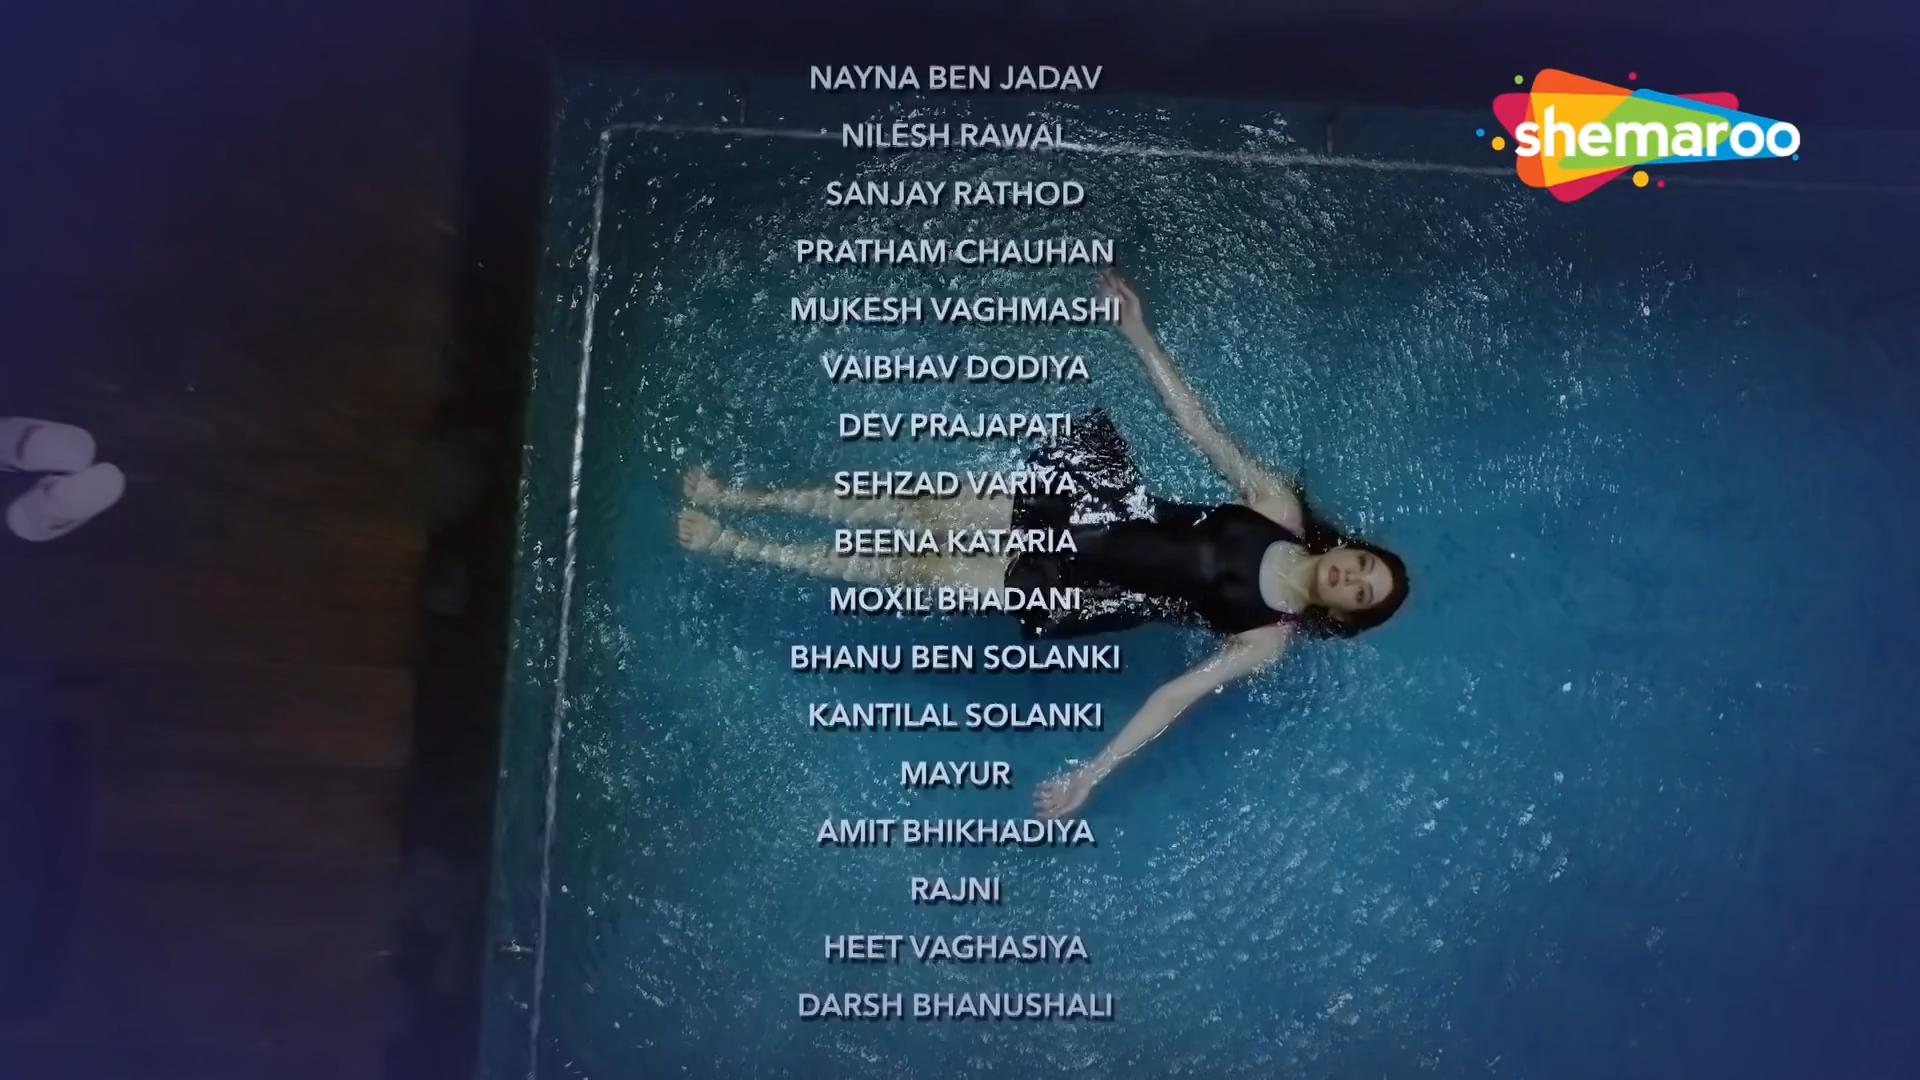 NAYNA BEN JADAV
shemaroo
NILESH RAWAL
SANJAY RATHOD
PRATHAM CHAUHAN
MUKESH VAGHMASHI
VAIBHAV DODIYA
DEV PRAJAPATI
SEHZAD VARIYA
BEENA KATARIA
MOXIL BHADANI
BHANU BEN SOLANKI
KANTILAL SOLANKI
MAYUR
AMIT BHIKHADIYA
RAJNI
HEET VAGHASIYA
DARSH BHANUSHALI